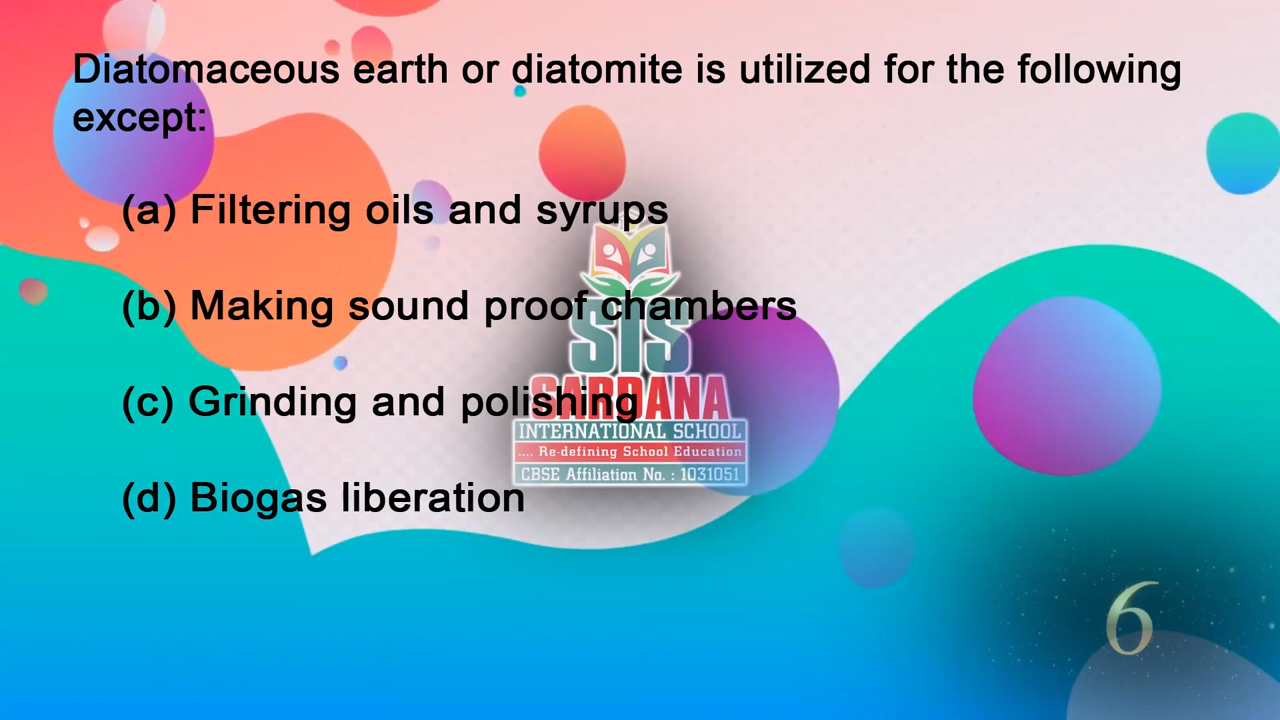 Diatomaceous earth or diatomite is utilized for the following
except:
(a) Filtering oils and syrups
(b) Making sound proof chambers
(c) Grinding and polishing
(d) Biogas liberation
STS
SARDANA
INTERNATIONAL SCHOOL
.... Re-defining School Education
CBSE Affiliation No. : 1031051
6